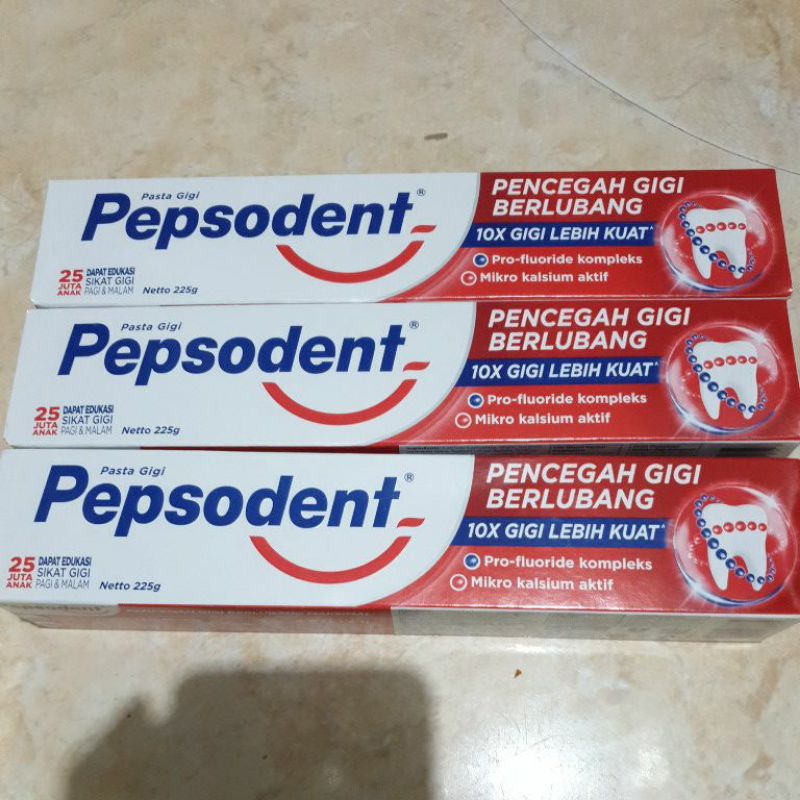 Pasta Gigi
Pepsodent®
25 JUTA ANAK
DAPAT EDUKASI
SIKAT GIGI
PAGI & MALAM
Netto 225g
PENCEGAH GIGI
BERLUBANG
10X GIGI LEBIH KUAT^
Pro-fluoride kompleks
Mikro kalsium aktif
Pasta Gigi
Pepsodent®
25 JUTA ANAK
DAPAT EDUKASI
SIKAT GIGI
PAGI & MALAM
Netto 225g
PENCEGAH GIGI
BERLUBANG
10X GIGI LEBIH KUAT^
Pro-fluoride kompleks
Mikro kalsium aktif
Pasta Gigi
Pepsodent®
25 JUTA ANAK
DAPAT EDUKASI
SIKAT GIGI
PAGI & MALAM
Netto 225g
PENCEGAH GIGI
BERLUBANG
10X GIGI LEBIH KUAT^
Pro-fluoride kompleks
Mikro kalsium aktif